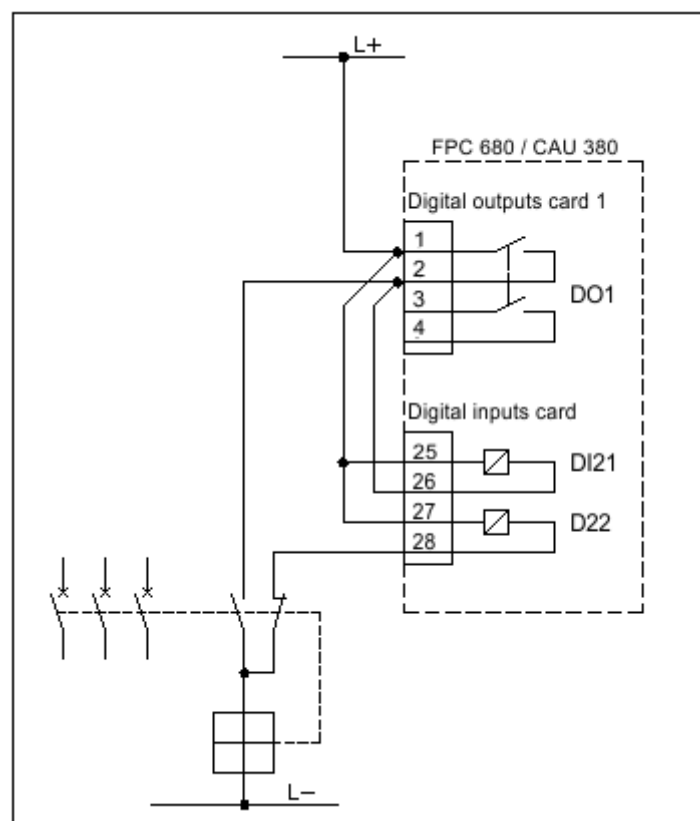 L+
FPC 680 / CAU 380
Digital outputs card 1
1
2
3
4
DO1
Digital inputs card
25
26
27
28
DI21
D22
L−